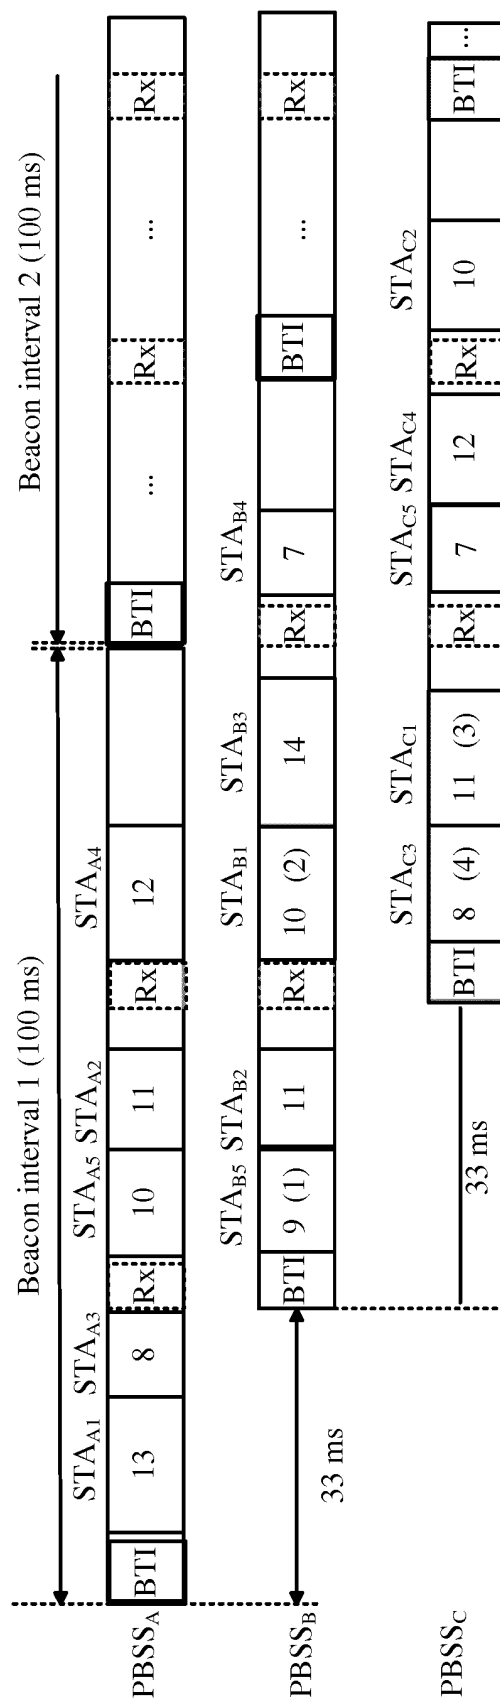 Beacon interval 1 (100 ms) Beacon interval 2 (100 ms)
STA_A1 STA_A3 STA_A5 STA_A2 STA_A4
PBSS_A BTI 13 8 Rx 10 11 Rx 12 BTI ... Rx ... Rx
STA_B5 STA_B2 STA_B1 STA_B3 STA_B4
PBSS_B BTI 9 (1) 11 Rx 10 (2) 14 Rx 7 BTI ... Rx
33 ms
STA_C3 STA_C1 STA_C5 STA_C4 STA_C2
PBSS_C BTI 8 (4) 11 (3) Rx 7 12 Rx 10 BTI ...
33 ms